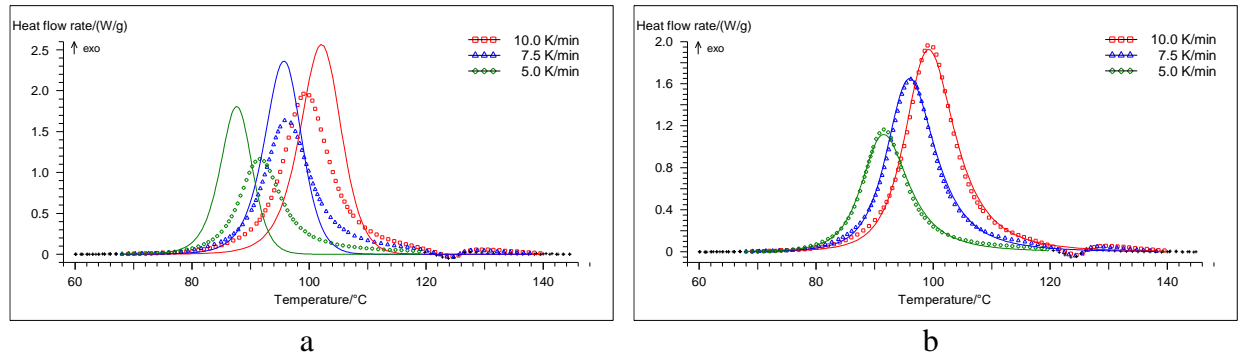 Heat flow rate/(W/g)
↑ exo
10.0 K/min
7.5 K/min
5.0 K/min
2.5
2.0
1.5
1.0
0.5
0
60 80 100 120 140
Temperature/°C
a
Heat flow rate/(W/g)
2.0
↑ exo
10.0 K/min
7.5 K/min
5.0 K/min
1.6
1.2
0.8
0.4
0
60 80 100 120 140
Temperature/°C
b